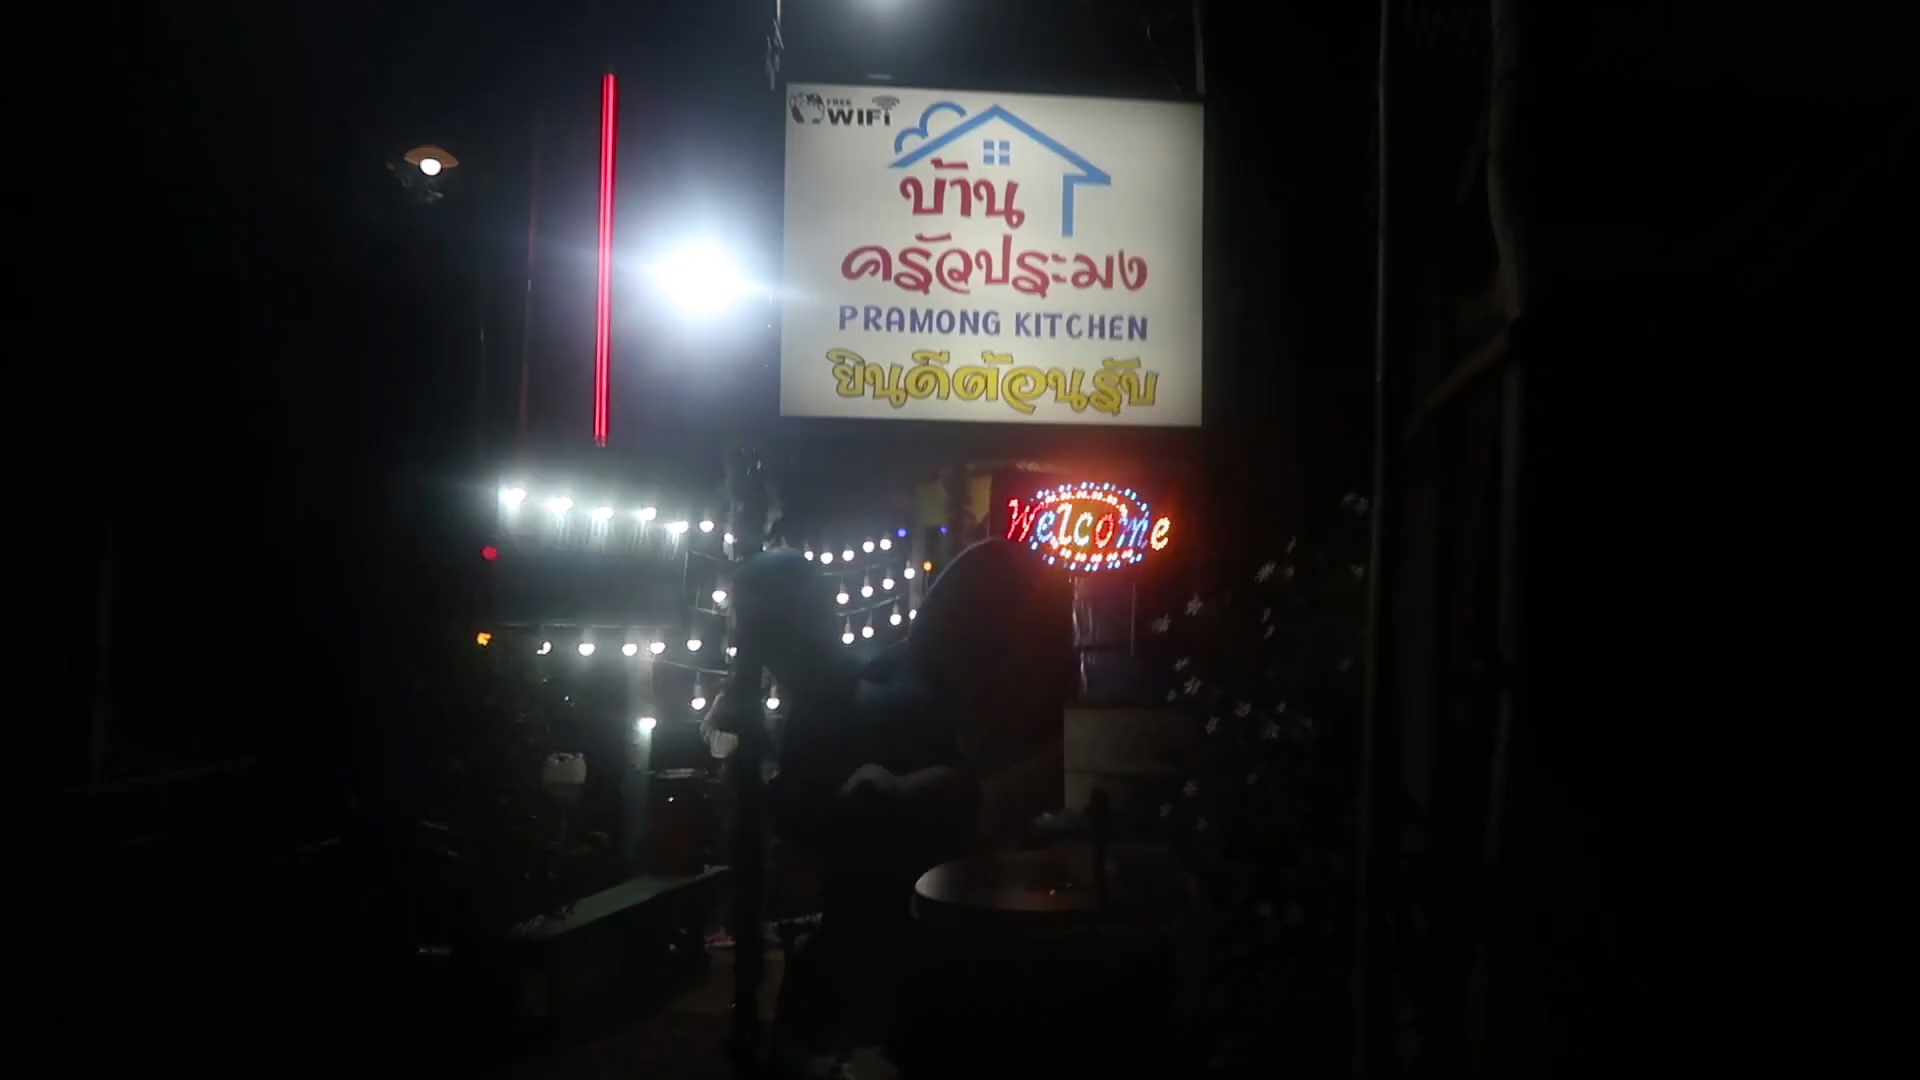 FREE
WIFI
บ้าน
ครัวประมง
PRAMONG KITCHEN
ยินดีต้อนรับ
Welcome